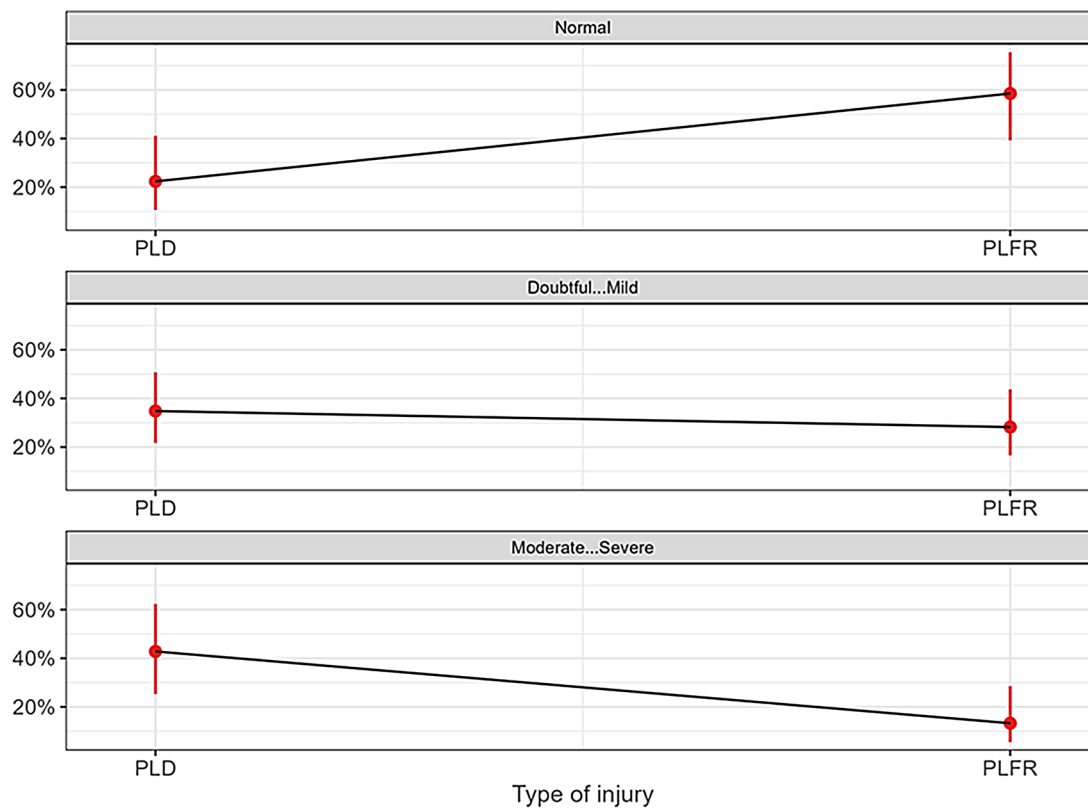 Normal
60%
40%
20%
PLD PLFR
Doubtful...Mild
60%
40%
20%
PLD PLFR
Moderate...Severe
60%
40%
20%
PLD PLFR
Type of injury